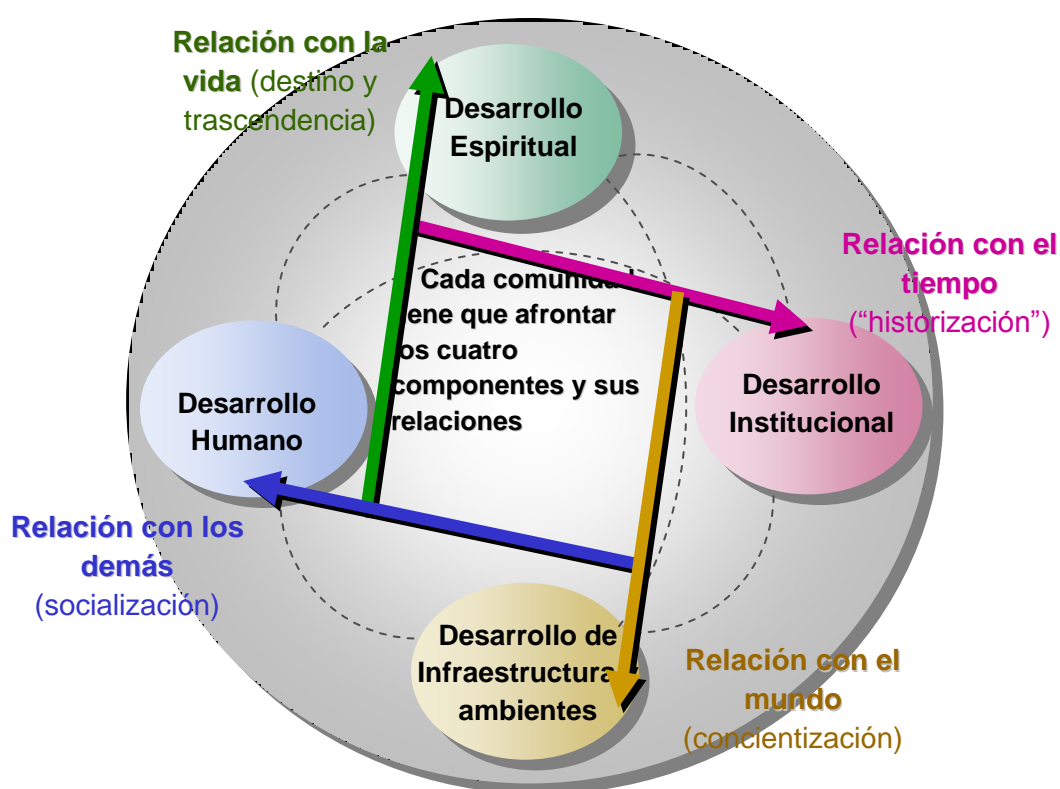 Relación con la
vida (destino y
trascendencia)
Desarrollo
Espiritual
Relación con el
tiempo
(“historización”)
Cada comunidad
tiene que afrontar
los cuatro
componentes y sus
relaciones
Desarrollo
Humano
Desarrollo
Institucional
Relación con los
demás
(socialización)
Desarrollo de
Infraestructura
ambientes
Relación con el
mundo
(concientización)